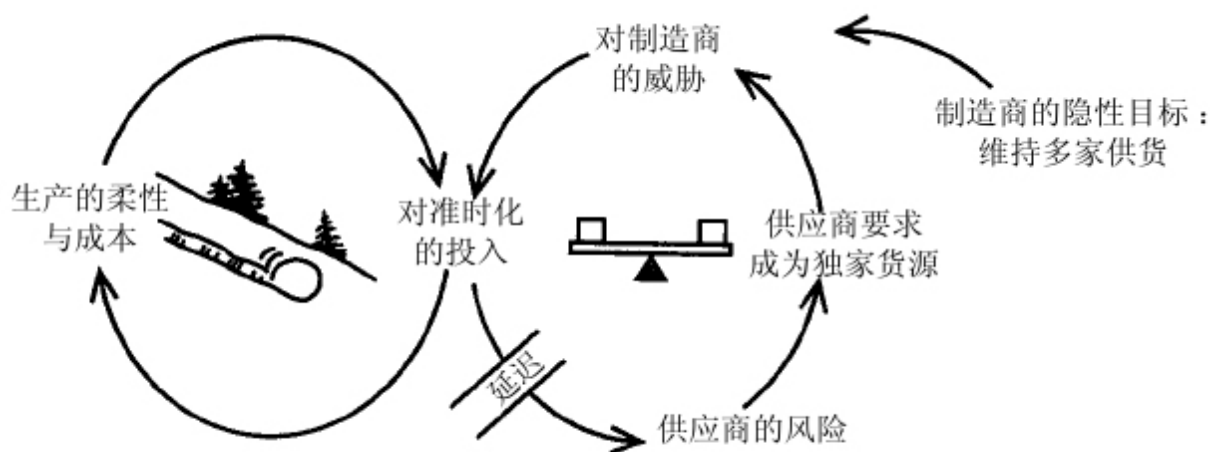 对制造商
的威胁
制造商的隐性目标：
维持多家供货
生产的柔性
与成本
对准时化
的投入
供应商要求
成为独家货源
延迟
供应商的风险